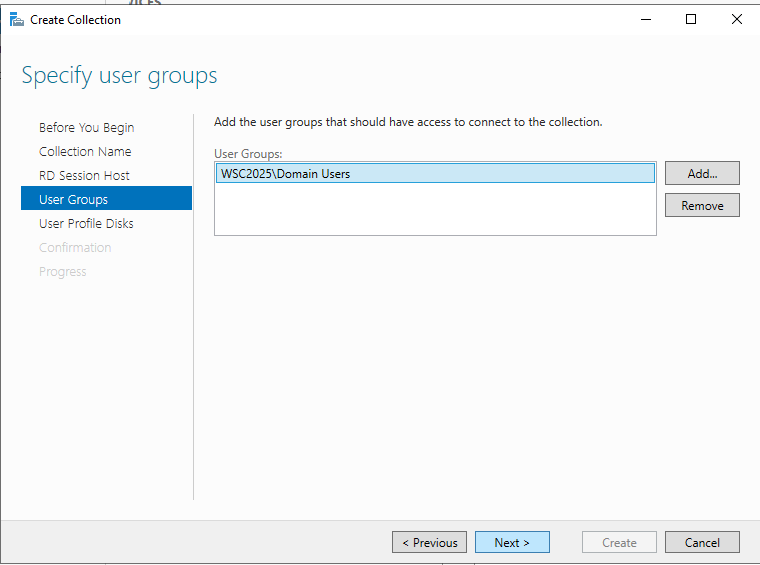 Create Collection
Specify user groups
Before You Begin
Collection Name
RD Session Host
User Groups
User Profile Disks
Confirmation
Progress
Add the user groups that should have access to connect to the collection.
User Groups:
WSC2025\Domain Users
Add...
Remove
< Previous
Next >
Create
Cancel